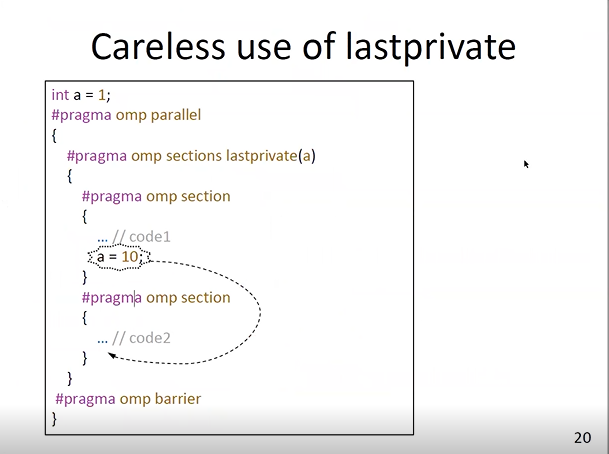 Careless use of lastprivate
int a = 1;
#pragma omp parallel
{
#pragma omp sections lastprivate(a)
{
#pragma omp section
{
... // code1
a = 10;
}
#pragma omp section
{
... // code2
}
}
#pragma omp barrier
}
20